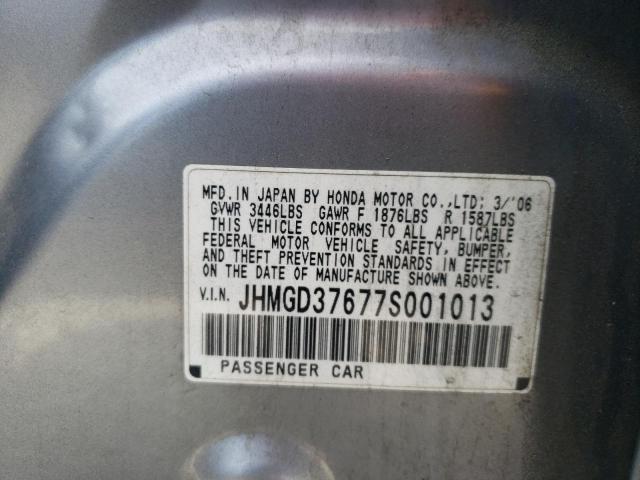 MFD. IN JAPAN BY HONDA MOTOR CO.,LTD; 3/'06
GVWR 3446LBS GAWR F 1876LBS R 1587LBS
THIS VEHICLE CONFORMS TO ALL APPLICABLE
FEDERAL MOTOR VEHICLE SAFETY, BUMPER,
AND THEFT PREVENTION STANDARDS IN EFFECT
ON THE DATE OF MANUFACTURE SHOWN ABOVE.
V.I.N. JHMGD37677S001013
PASSENGER CAR